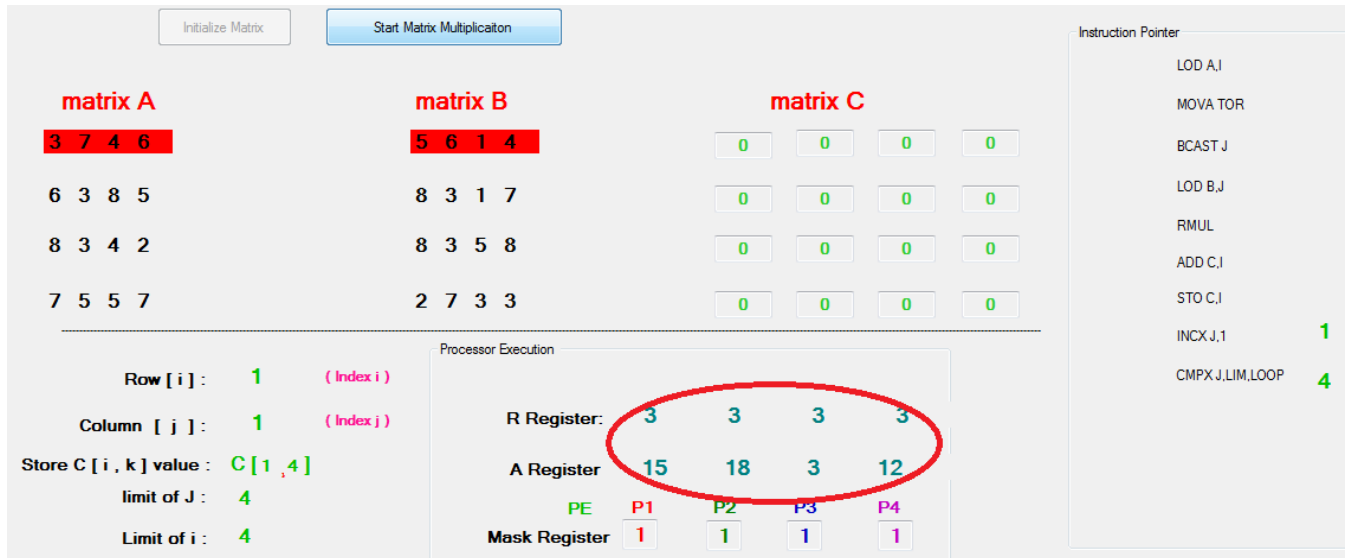 Initialize Matrix
Start Matrix Multiplicaiton
matrix A
3 7 4 6
6 3 8 5
8 3 4 2
7 5 5 7
matrix B
5 6 1 4
8 3 1 7
8 3 5 8
2 7 3 3
matrix C
0 0 0 0
0 0 0 0
0 0 0 0
0 0 0 0
Row [ i ] : 1 ( Index i )
Column [ j ] : 1 ( Index j )
Store C [ i , k ] value : C [ 1 , 4 ]
limit of J : 4
Limit of i : 4
Processor Execution
R Register: 3 3 3 3
A Register 15 18 3 12
PE P1 P2 P3 P4
Mask Register 1 1 1 1
Instruction Pointer
LOD A,I
MOVA TOR
BCAST J
LOD B,J
RMUL
ADD C,I
STO C,I
INCX J,1 1
CMPX J,LIM,LOOP 4